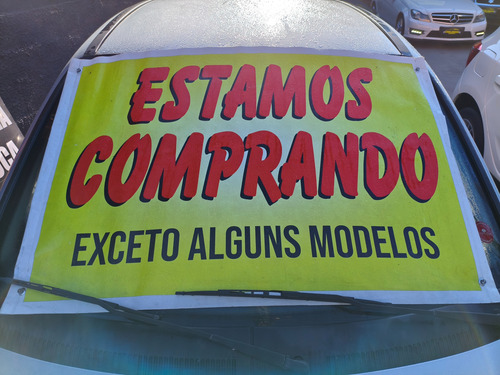 ESTAMOS
COMPRANDO
EXCETO ALGUNS MODELOS